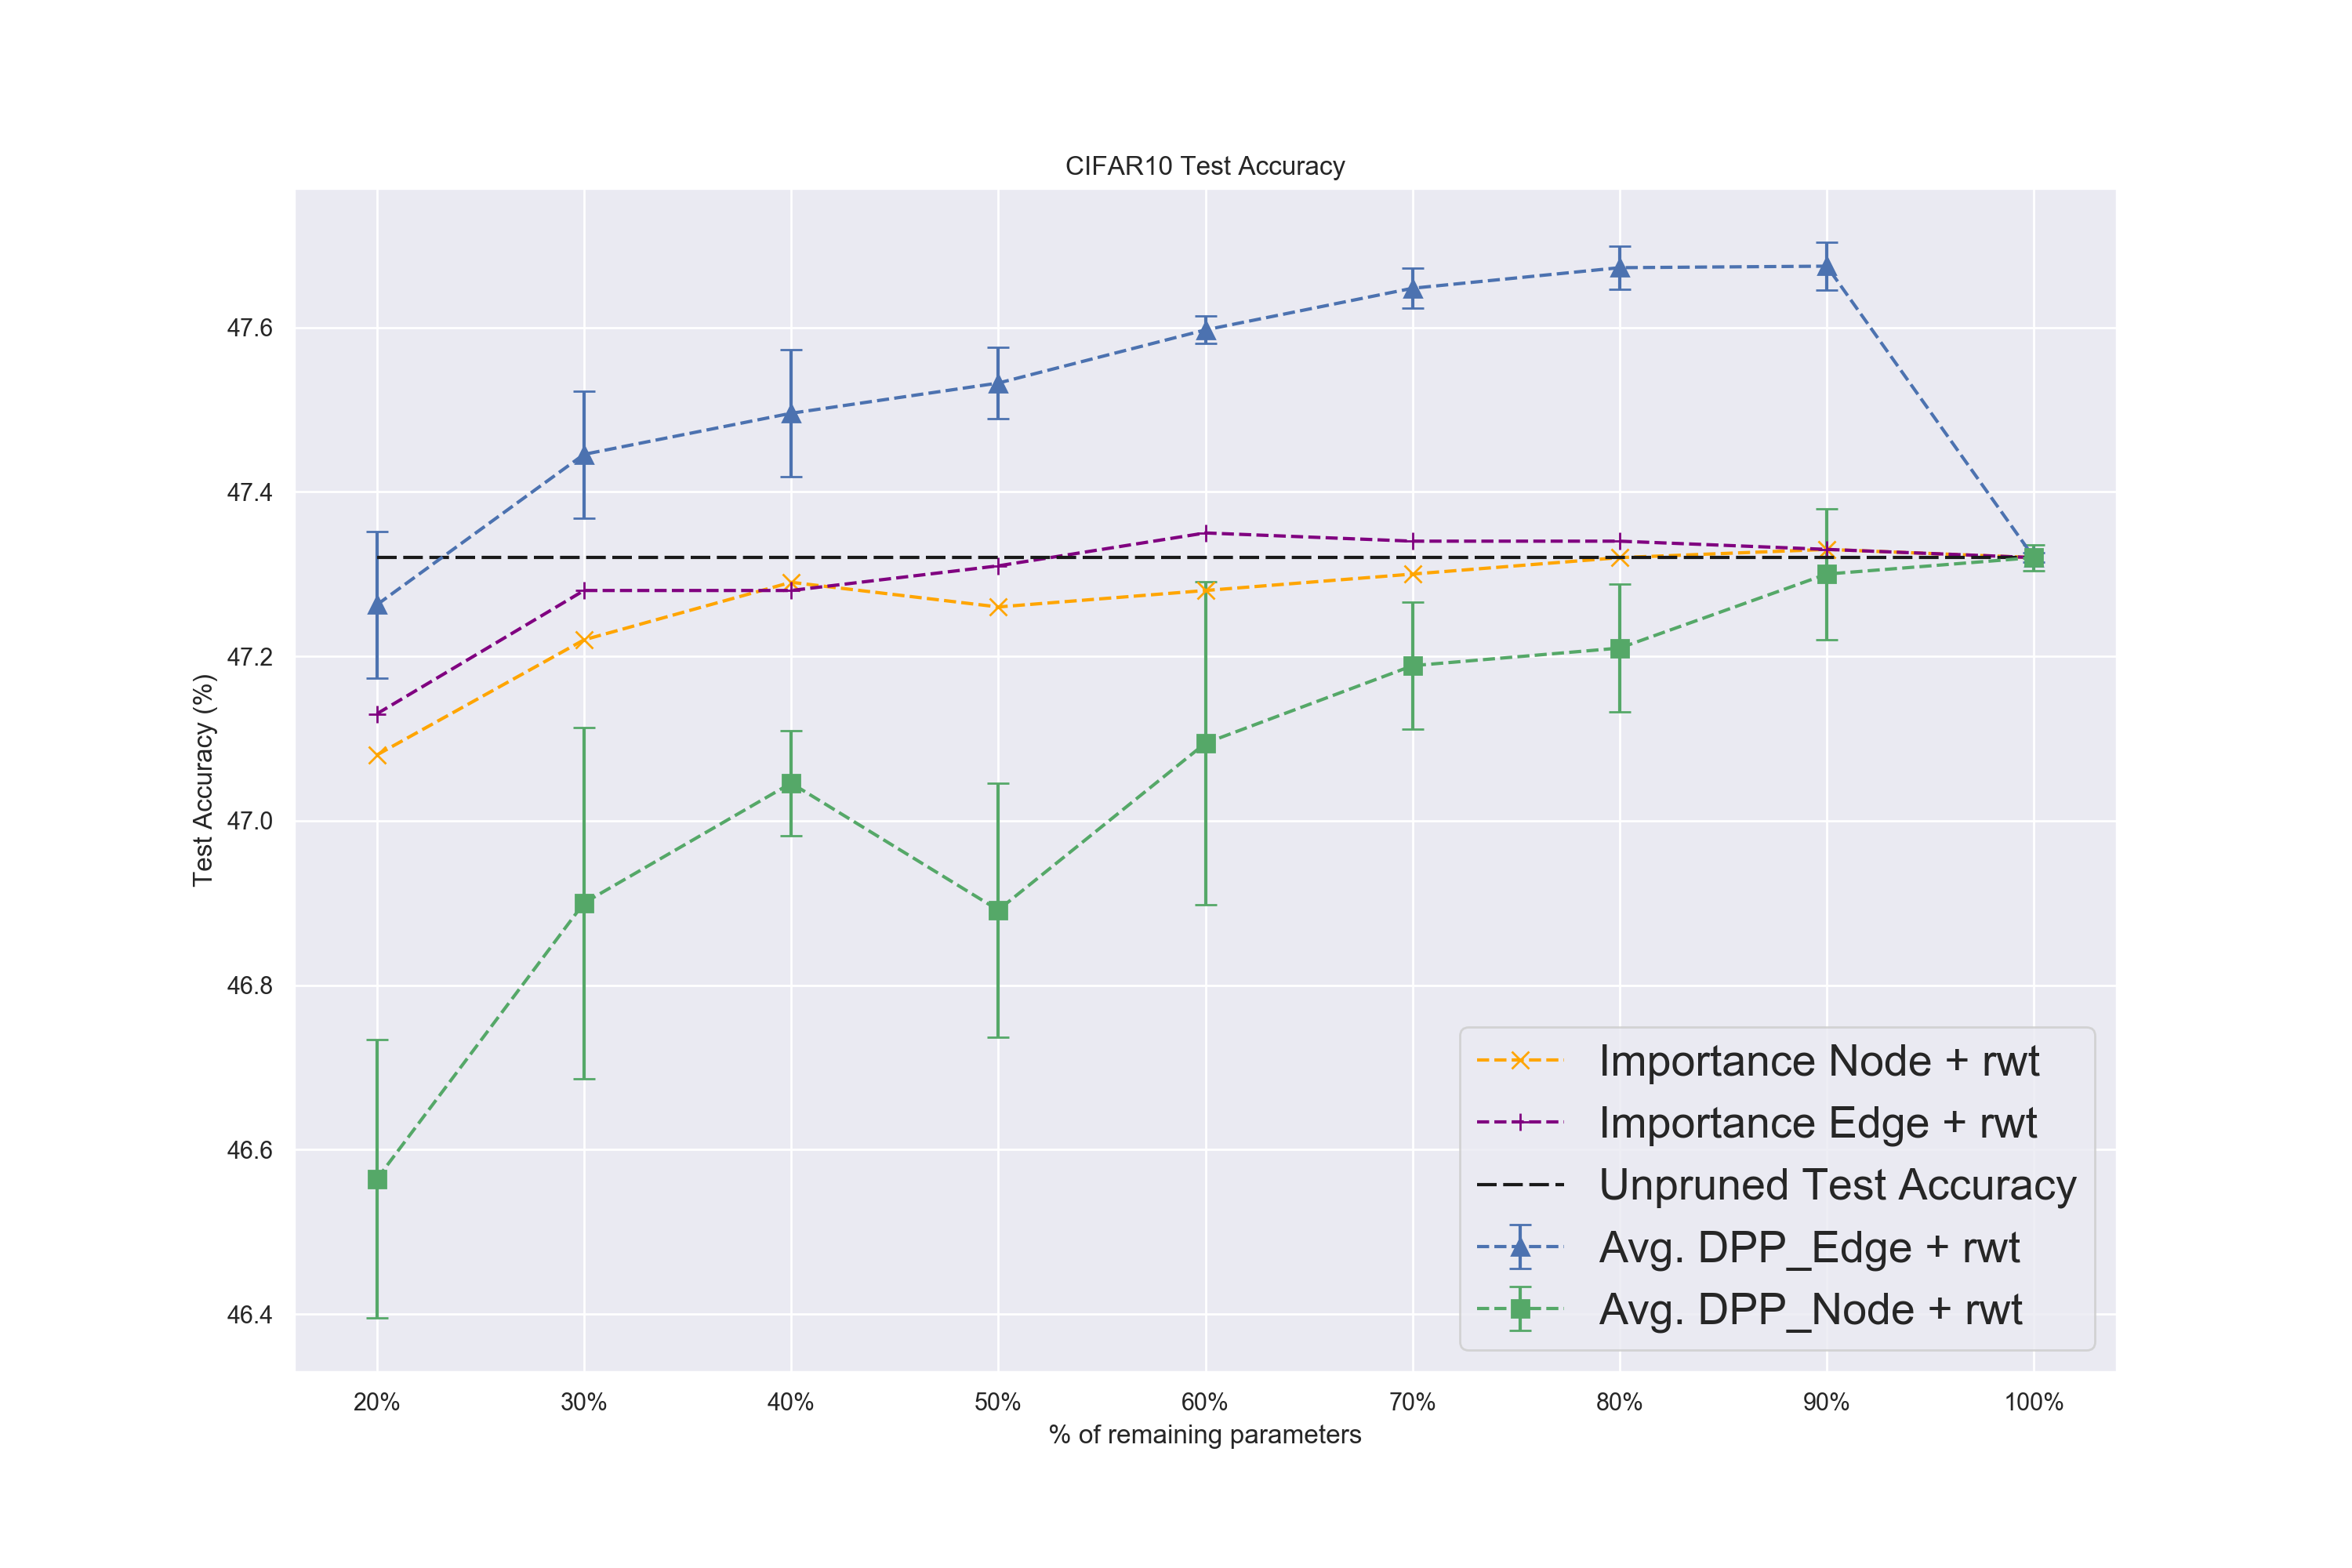 CIFAR10 Test Accuracy
Test Accuracy (%)
47.6
47.4
47.2
47.0
46.8
46.6
46.4
Importance Node + rwt
Importance Edge + rwt
Unpruned Test Accuracy
Avg. DPP_Edge + rwt
Avg. DPP_Node + rwt
20% 30% 40% 50% 60% 70% 80% 90% 100%
% of remaining parameters